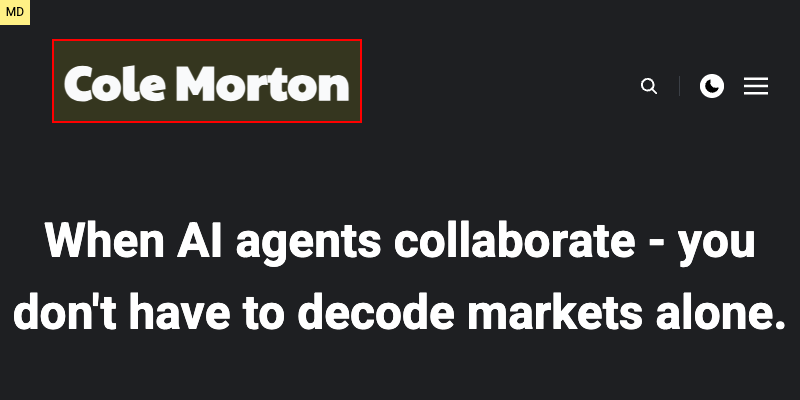 MD
Cole Morton
When AI agents collaborate - you
don't have to decode markets alone.